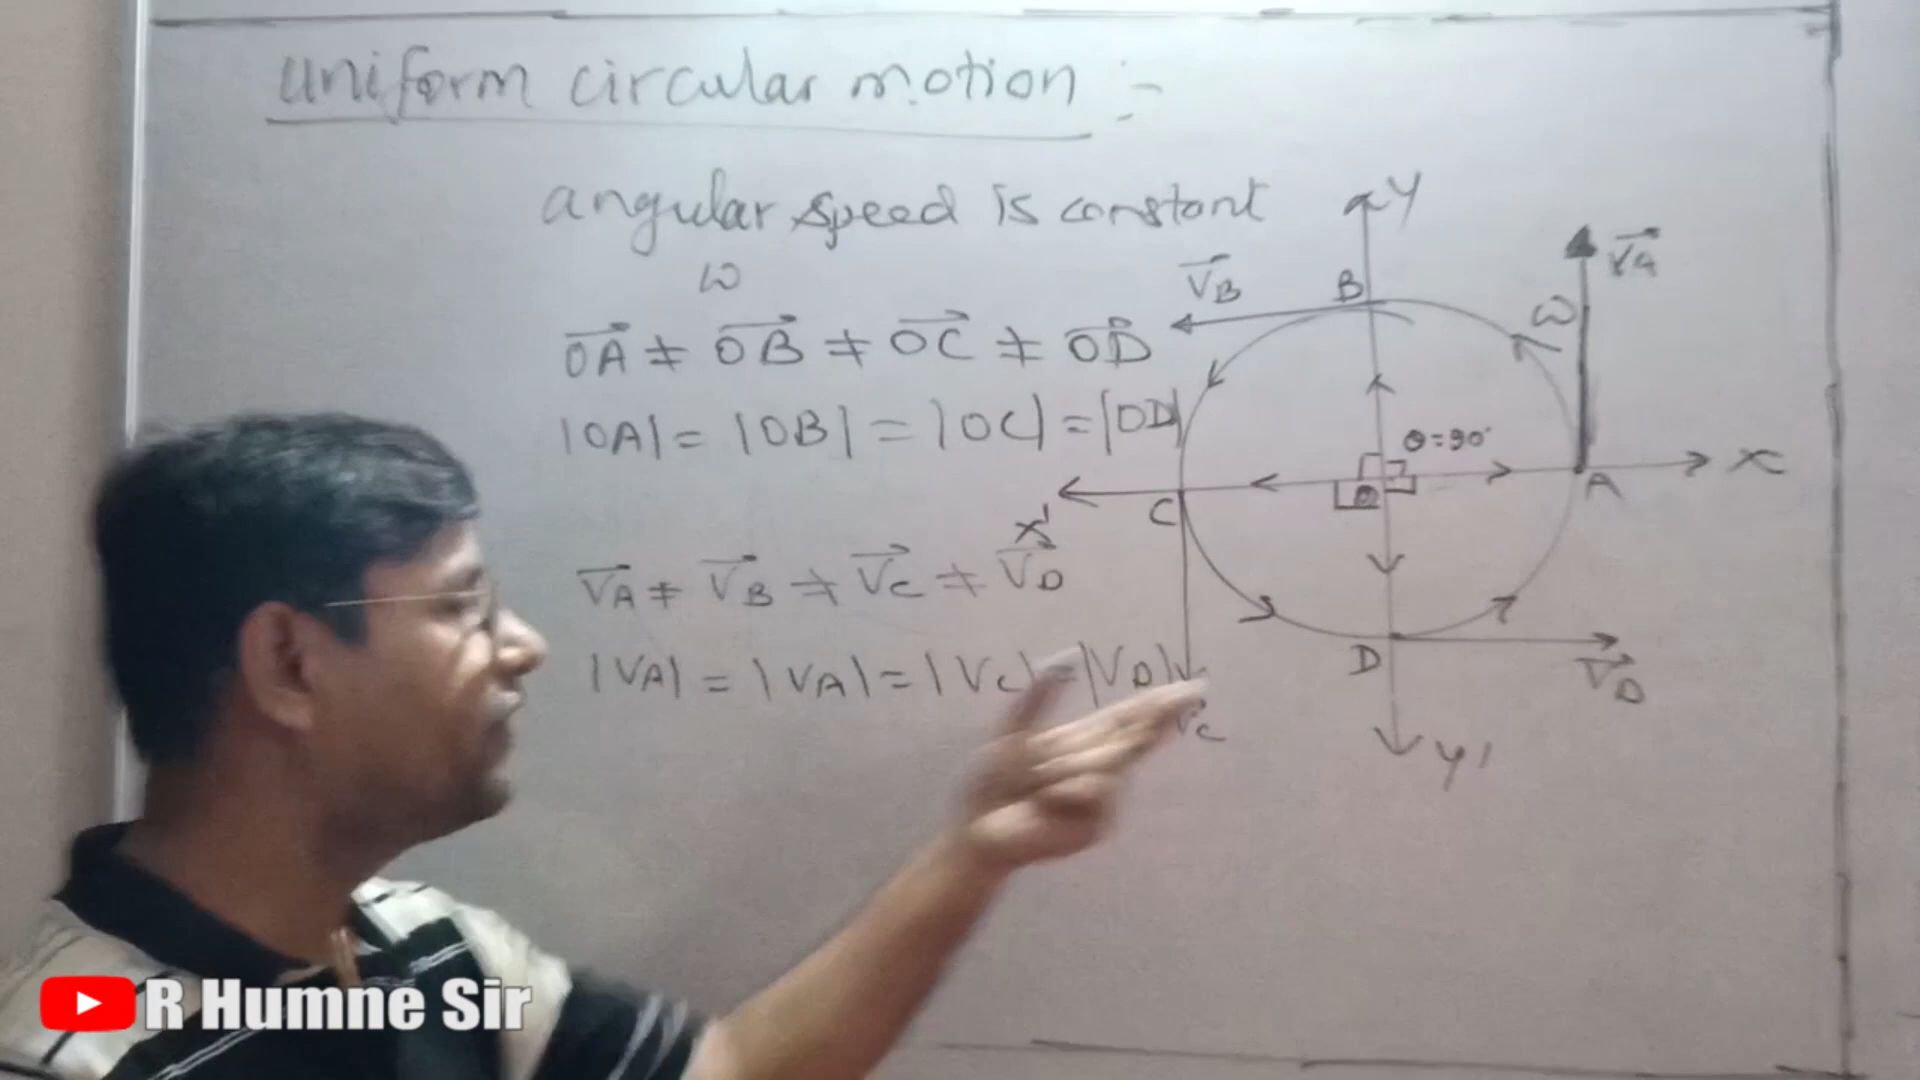 uniform circular motion :-
angular speed is constant
ω
OA ≠ OB ≠ OC ≠ OD
|OA| = |OB| = |OC| = |OD|
VA ≠ VB ≠ VC ≠ VD
|VA| = |VA| = |VC| = |VD|
Y
VA
VB
B
ω
θ=90°
X
A
C
X'
D
VD
Vc
Y'
R Humne Sir